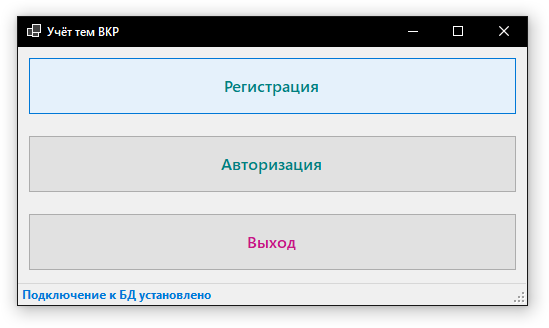 Учёт тем ВКР
Регистрация
Авторизация
Выход
Подключение к БД установлено